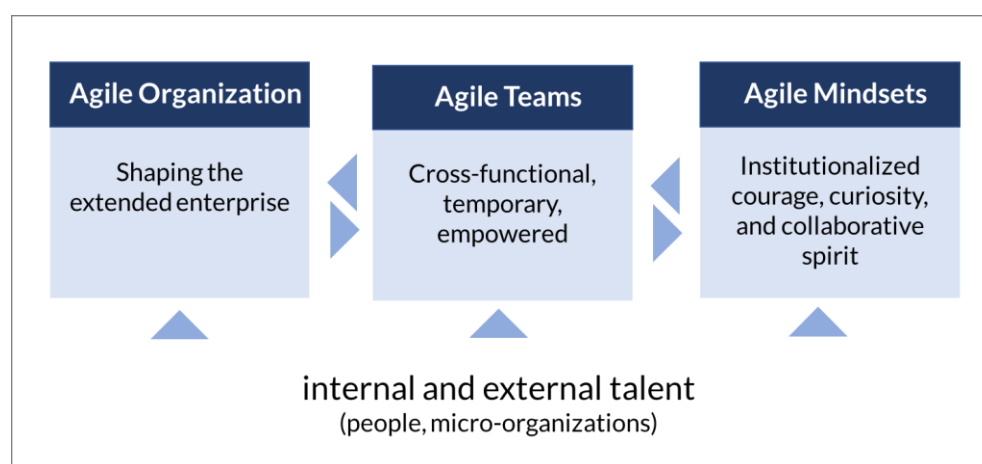 Agile Organization
Shaping the
extended enterprise
Agile Teams
Cross-functional,
temporary,
empowered
Agile Mindsets
Institutionalized
courage, curiosity,
and collaborative
spirit
internal and external talent
(people, micro-organizations)